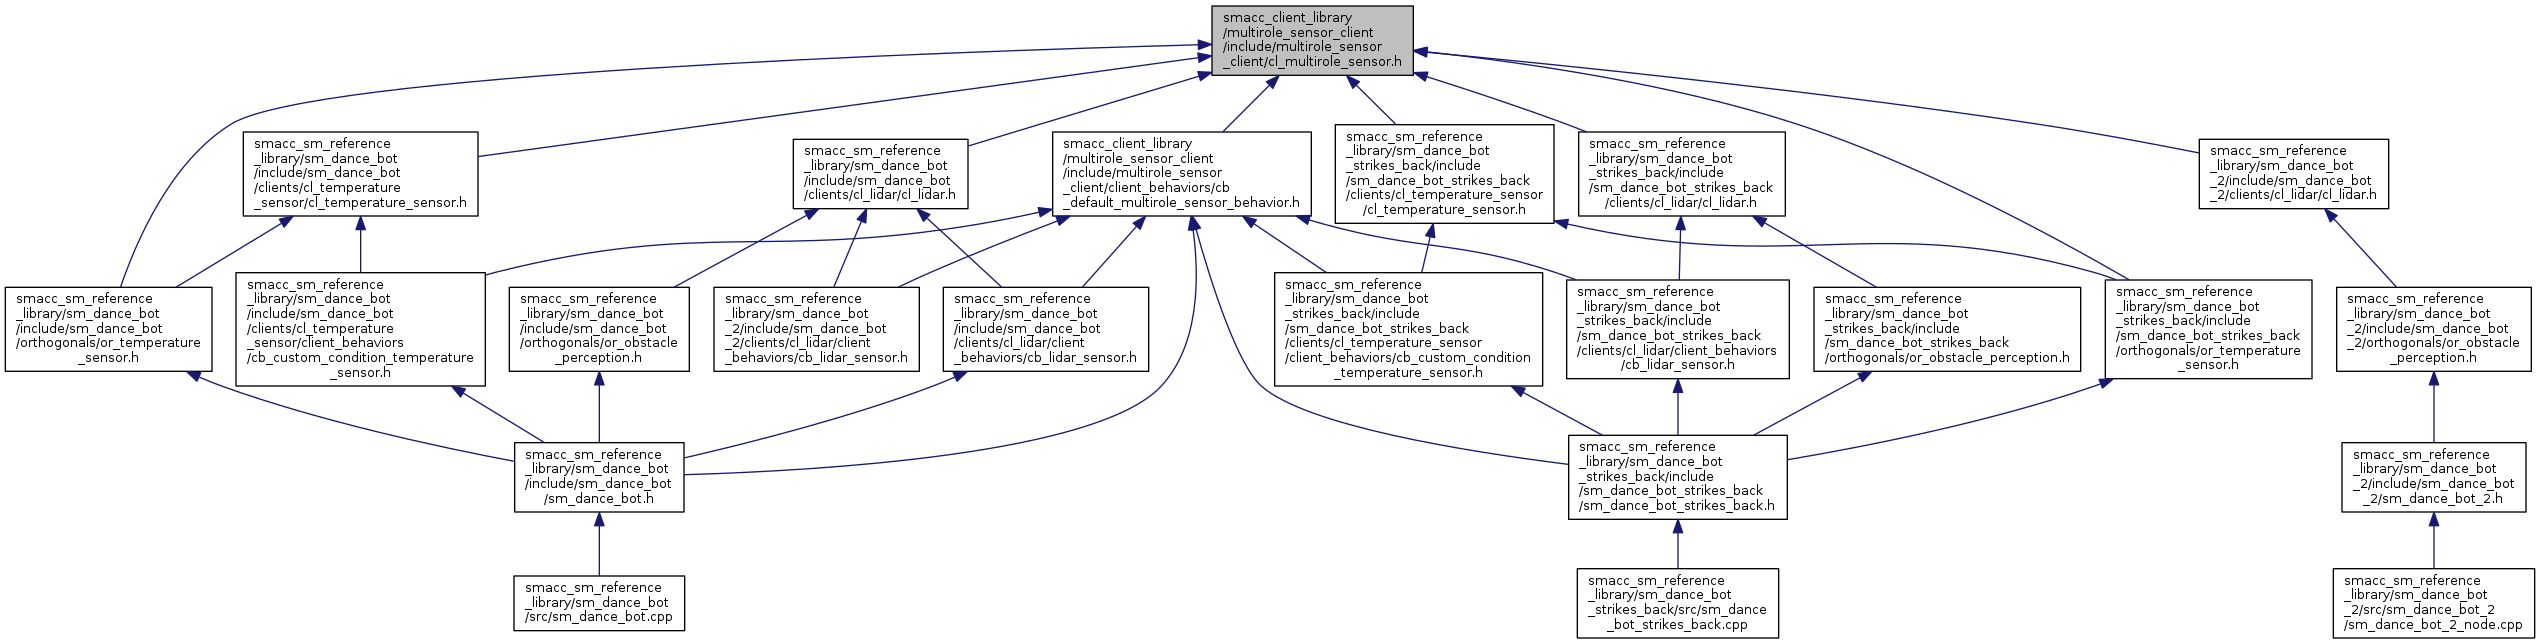 smacc_client_library
/multirole_sensor_client
/include/multirole_sensor
_client/cl_multirole_sensor.h
smacc_sm_reference
_library/sm_dance_bot
/include/sm_dance_bot
/clients/cl_temperature
_sensor/cl_temperature_sensor.h
smacc_sm_reference
_library/sm_dance_bot
/include/sm_dance_bot
/clients/cl_lidar/cl_lidar.h
smacc_client_library
/multirole_sensor_client
/include/multirole_sensor
_client/client_behaviors/cb
_default_multirole_sensor_behavior.h
smacc_sm_reference
_library/sm_dance_bot
_strikes_back/include
/sm_dance_bot_strikes_back
/clients/cl_temperature_sensor
/cl_temperature_sensor.h
smacc_sm_reference
_library/sm_dance_bot
_strikes_back/include
/sm_dance_bot_strikes_back
/clients/cl_lidar/cl_lidar.h
smacc_sm_reference
_library/sm_dance_bot
_2/include/sm_dance_bot
_2/clients/cl_lidar/cl_lidar.h
smacc_sm_reference
_library/sm_dance_bot
/include/sm_dance_bot
/orthogonals/or_temperature
_sensor.h
smacc_sm_reference
_library/sm_dance_bot
/include/sm_dance_bot
/clients/cl_temperature
_sensor/client_behaviors
/cb_custom_condition_temperature
_sensor.h
smacc_sm_reference
_library/sm_dance_bot
/include/sm_dance_bot
/orthogonals/or_obstacle
_perception.h
smacc_sm_reference
_library/sm_dance_bot
_2/include/sm_dance_bot
_2/clients/cl_lidar/client
_behaviors/cb_lidar_sensor.h
smacc_sm_reference
_library/sm_dance_bot
/include/sm_dance_bot
/clients/cl_lidar/client
_behaviors/cb_lidar_sensor.h
smacc_sm_reference
_library/sm_dance_bot
_strikes_back/include
/sm_dance_bot_strikes_back
/clients/cl_temperature_sensor
/client_behaviors/cb_custom_condition
_temperature_sensor.h
smacc_sm_reference
_library/sm_dance_bot
_strikes_back/include
/sm_dance_bot_strikes_back
/clients/cl_lidar/client_behaviors
/cb_lidar_sensor.h
smacc_sm_reference
_library/sm_dance_bot
_strikes_back/include
/sm_dance_bot_strikes_back
/orthogonals/or_obstacle_perception.h
smacc_sm_reference
_library/sm_dance_bot
_strikes_back/include
/sm_dance_bot_strikes_back
/orthogonals/or_temperature
_sensor.h
smacc_sm_reference
_library/sm_dance_bot
_2/include/sm_dance_bot
_2/orthogonals/or_obstacle
_perception.h
smacc_sm_reference
_library/sm_dance_bot
/include/sm_dance_bot
/sm_dance_bot.h
smacc_sm_reference
_library/sm_dance_bot
_strikes_back/include
/sm_dance_bot_strikes_back
/sm_dance_bot_strikes_back.h
smacc_sm_reference
_library/sm_dance_bot
_2/include/sm_dance_bot
_2/sm_dance_bot_2.h
smacc_sm_reference
_library/sm_dance_bot
/src/sm_dance_bot.cpp
smacc_sm_reference
_library/sm_dance_bot
_strikes_back/src/sm_dance
_bot_strikes_back.cpp
smacc_sm_reference
_library/sm_dance_bot
_2/src/sm_dance_bot_2
/sm_dance_bot_2_node.cpp